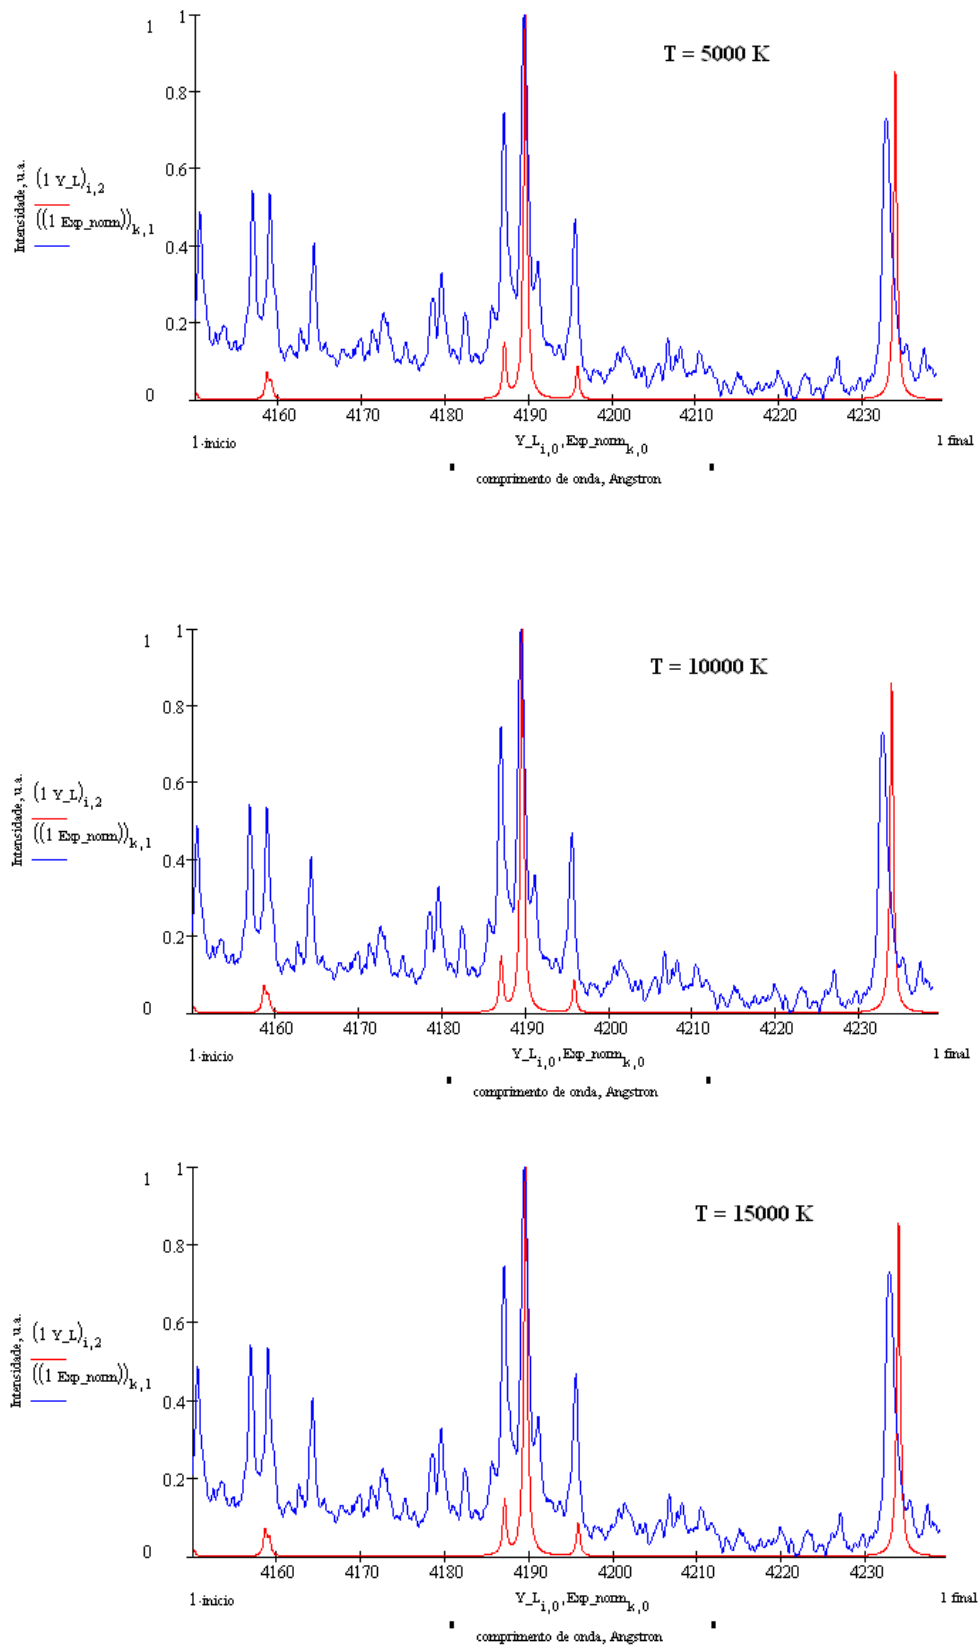 T = 5000 K
1
1
0.8
0.6
0.4
0.2
0
Intensidade, u.a.
(1 Y_L)i,2
((1 Exp_norm))k,1
4160 4170 4180 4190 4200 4210 4220 4230
1·inicio
Y_Li,0,Exp_normk,0
1 final
comprimento de onda, Angstron
T = 10000 K
1
1
0.8
0.6
0.4
0.2
0
Intensidade, u.a.
(1 Y_L)i,2
((1 Exp_norm))k,1
4160 4170 4180 4190 4200 4210 4220 4230
1·inicio
Y_Li,0,Exp_normk,0
1 final
comprimento de onda, Angstron
T = 15000 K
1
1
0.8
0.6
0.4
0.2
0
Intensidade, u.a.
(1 Y_L)i,2
((1 Exp_norm))k,1
4160 4170 4180 4190 4200 4210 4220 4230
1·inicio
Y_Li,0,Exp_normk,0
1 final
comprimento de onda, Angstron